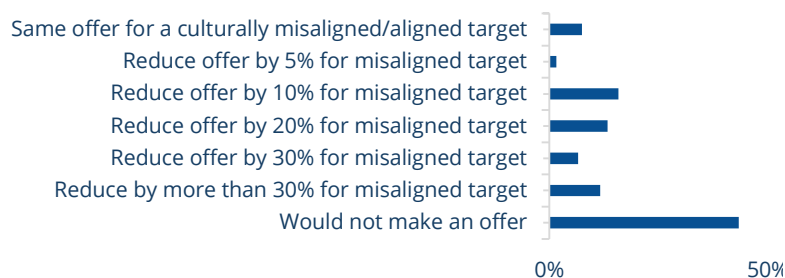 Same offer for a culturally misaligned/aligned target
Reduce offer by 5% for misaligned target
Reduce offer by 10% for misaligned target
Reduce offer by 20% for misaligned target
Reduce offer by 30% for misaligned target
Reduce by more than 30% for misaligned target
Would not make an offer
0% 50%